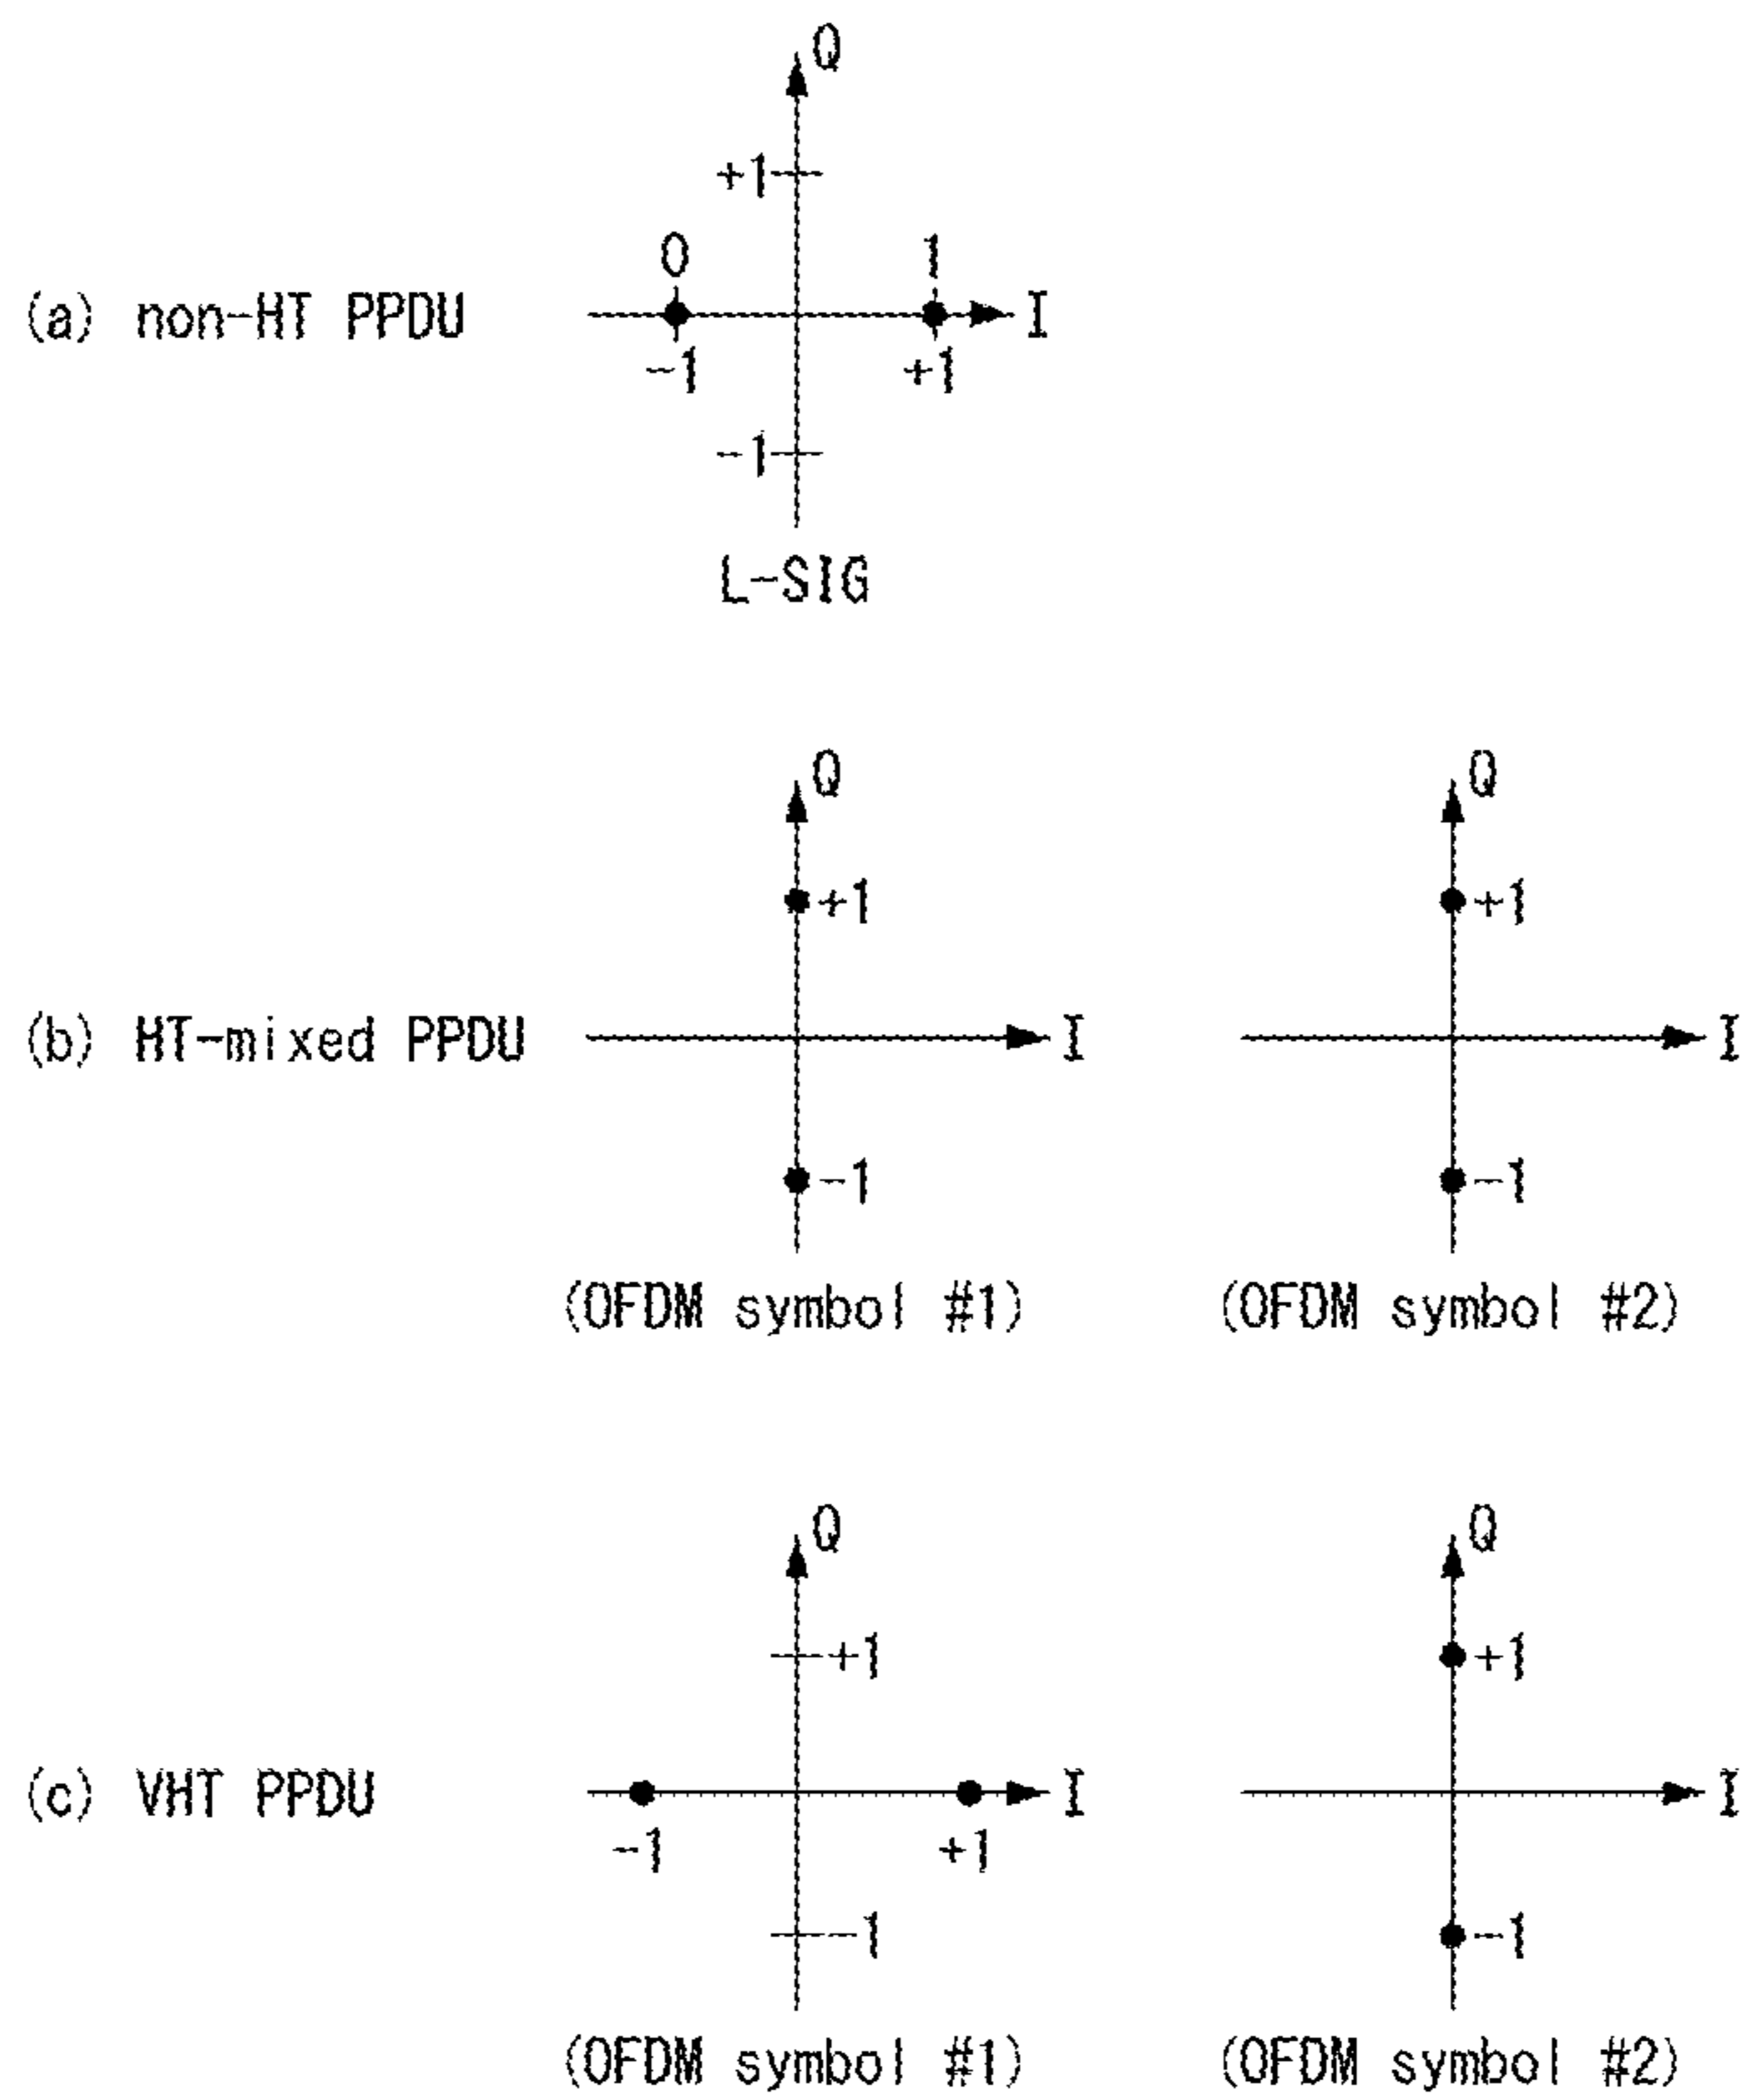 Q
+1
0 1
(a) non-HT PPDU I
-1 +1
-1
L-SIG
Q Q
+1 +1
(b) HT-mixed PPDU I I
-1 -1
(OFDM symbol #1) (OFDM symbol #2)
Q Q
+1 +1
(c) VHT PPDU I I
-1 +1
-1 -1
(OFDM symbol #1) (OFDM symbol #2)